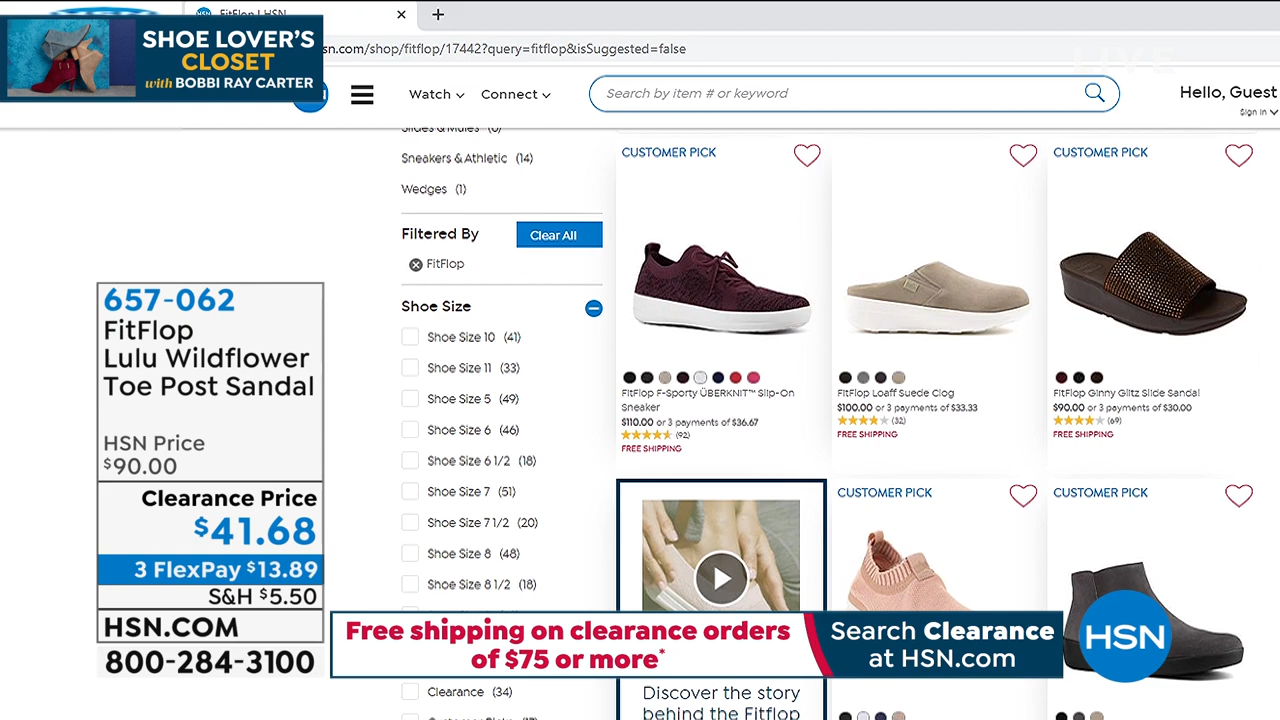 FitFlop | HSN
SHOE LOVER'S
CLOSET
with BOBBI RAY CARTER
sn.com/shop/fitflop/17442?query=fitflop&isSuggested=false
LIVE
Watch
Connect
Search by item # or keyword
Hello, Guest
Sign In
Slides & Mules (6)
Sneakers & Athletic (14)
Wedges (1)
Filtered By
Clear All
FitFlop
Shoe Size
Shoe Size 10 (41)
Shoe Size 11 (33)
Shoe Size 5 (49)
Shoe Size 6 (46)
Shoe Size 6 1/2 (18)
Shoe Size 7 (51)
Shoe Size 7 1/2 (20)
Shoe Size 8 (48)
Shoe Size 8 1/2 (18)
Clearance (34)
CUSTOMER PICK
FitFlop F-Sporty ÜBERKNIT™ Slip-On
Sneaker
$110.00 or 3 payments of $36.67
(92)
FREE SHIPPING
CUSTOMER PICK
FitFlop Loaff Suede Clog
$100.00 or 3 payments of $33.33
(32)
FREE SHIPPING
CUSTOMER PICK
FitFlop Ginny Glitz Slide Sandal
$90.00 or 3 payments of $30.00
(69)
FREE SHIPPING
Discover the story
behind the Fitflop
CUSTOMER PICK
CUSTOMER PICK
657-062
FitFlop
Lulu Wildflower
Toe Post Sandal
HSN Price
$90.00
Clearance Price
$41.68
3 FlexPay $13.89
S&H $5.50
HSN.COM
800-284-3100
Free shipping on clearance orders
of $75 or more*
Search Clearance
at HSN.com
HSN